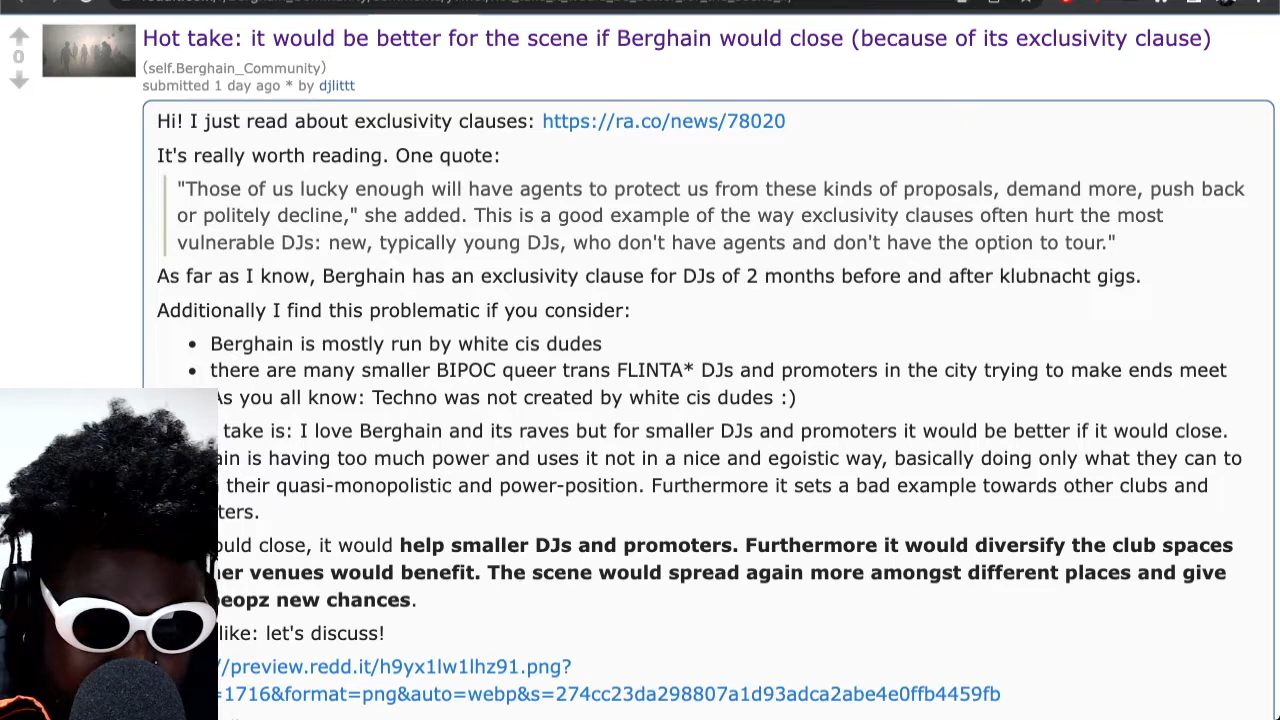 Hot take: it would be better for the scene if Berghain would close (because of its exclusivity clause)
0
(self.Berghain_Community)
submitted 1 day ago * by djlittt
Hi! I just read about exclusivity clauses: https://ra.co/news/78020
It's really worth reading. One quote:
"Those of us lucky enough will have agents to protect us from these kinds of proposals, demand more, push back
or politely decline," she added. This is a good example of the way exclusivity clauses often hurt the most
vulnerable DJs: new, typically young DJs, who don't have agents and don't have the option to tour."
As far as I know, Berghain has an exclusivity clause for DJs of 2 months before and after klubnacht gigs.
Additionally I find this problematic if you consider:
• Berghain is mostly run by white cis dudes
• there are many smaller BIPOC queer trans FLINTA* DJs and promoters in the city trying to make ends meet
As you all know: Techno was not created by white cis dudes :)
take is: I love Berghain and its raves but for smaller DJs and promoters it would be better if it would close.
is having too much power and uses it not in a nice and egoistic way, basically doing only what they can to
their quasi-monopolistic and power-position. Furthermore it sets a bad example towards other clubs and
close, it would help smaller DJs and promoters. Furthermore it would diversify the club spaces
venues would benefit. The scene would spread again more amongst different places and give
new chances.
like: let's discuss!
/preview.redd.it/h9yx1lw1lhz91.png?
=1716&format=png&auto=webp&s=274cc23da298807a1d93adca2abe4e0ffb4459fb